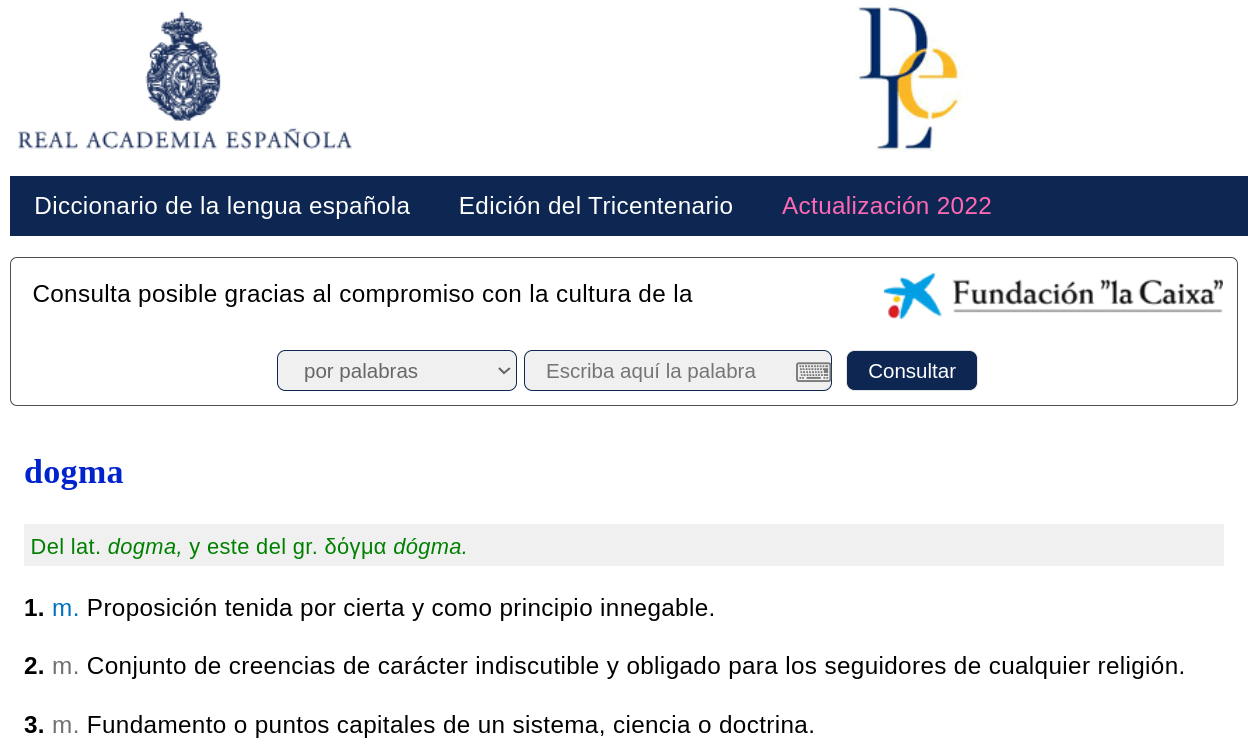 REAL ACADEMIA ESPAÑOLA
DLe
Diccionario de la lengua española Edición del Tricentenario Actualización 2022
Consulta posible gracias al compromiso con la cultura de la Fundación "la Caixa"
por palabras Escriba aquí la palabra Consultar
dogma
Del lat. dogma, y este del gr. δόγμα dógma.
1. m. Proposición tenida por cierta y como principio innegable.
2. m. Conjunto de creencias de carácter indiscutible y obligado para los seguidores de cualquier religión.
3. m. Fundamento o puntos capitales de un sistema, ciencia o doctrina.